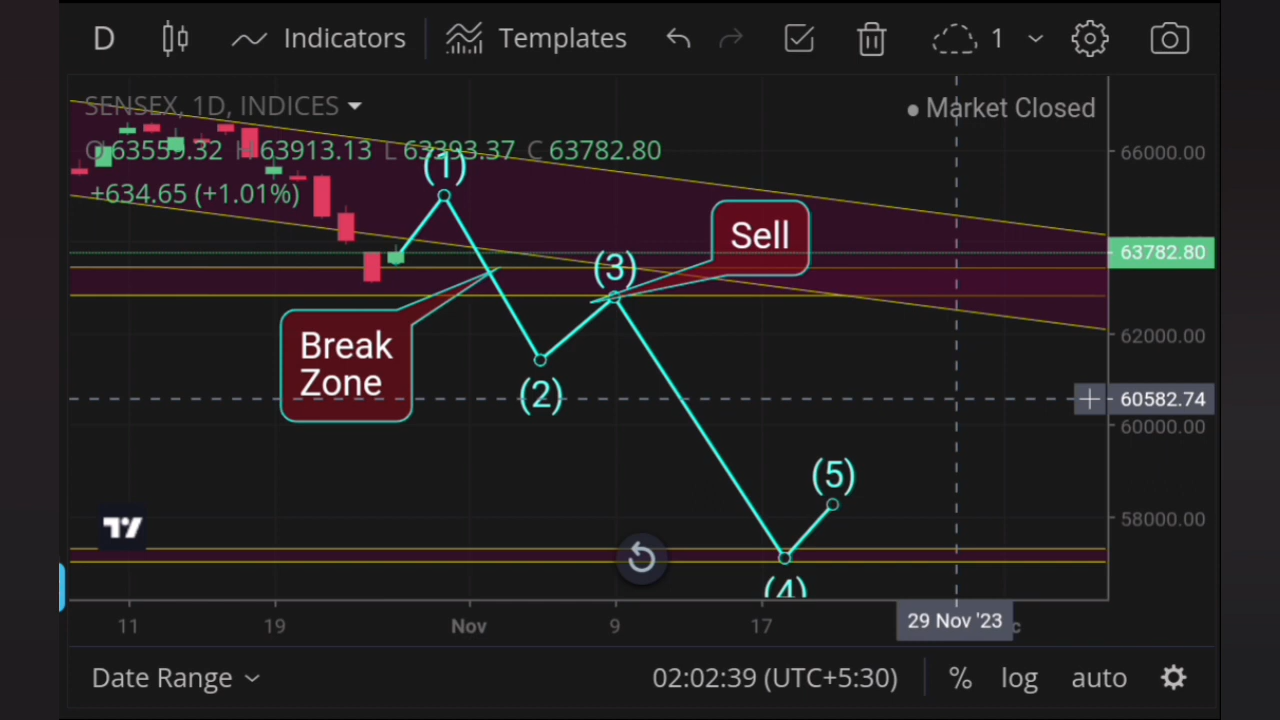 D Indicators Templates 1
SENSEX, 1D, INDICES
Market Closed
O 63559.32 H 63913.13 L 63393.37 C 63782.80
+634.65 (+1.01%)
66000.00
63782.80
62000.00
60582.74
60000.00
58000.00
(1)
Sell
(3)
Break
Zone
(2)
(5)
(4)
11 19 Nov 9 17 29 Nov '23
Date Range 02:02:39 (UTC+5:30) % log auto